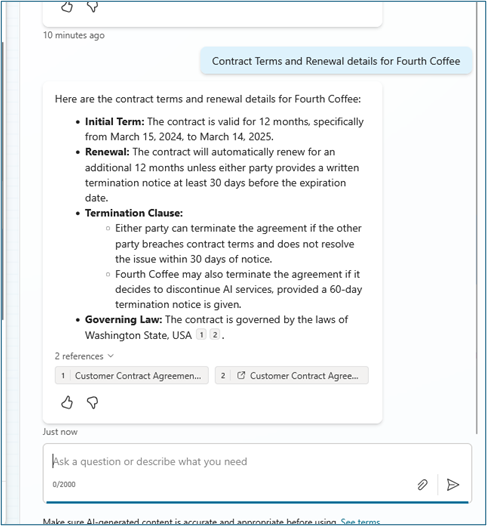 10 minutes ago
Contract Terms and Renewal details for Fourth Coffee
Here are the contract terms and renewal details for Fourth Coffee:
• Initial Term: The contract is valid for 12 months, specifically
from March 15, 2024, to March 14, 2025.
• Renewal: The contract will automatically renew for an
additional 12 months unless either party provides a written
termination notice at least 30 days before the expiration
date.
• Termination Clause:
◦ Either party can terminate the agreement if the other
party breaches contract terms and does not resolve
the issue within 30 days of notice.
◦ Fourth Coffee may also terminate the agreement if it
decides to discontinue AI services, provided a 60-day
termination notice is given.
• Governing Law: The contract is governed by the laws of
Washington State, USA 1 2 .
2 references
1 Customer Contract Agreemen... 2 Customer Contract Agree...
Just now
Ask a question or describe what you need
0/2000
Make sure AI-generated content is accurate and appropriate before using. See terms